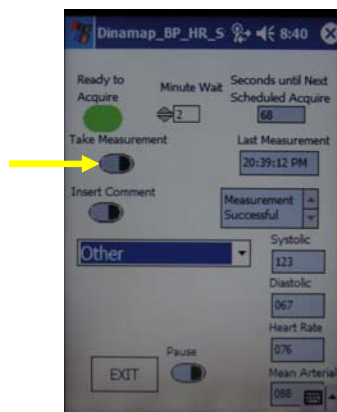 Dinamap_BP_HR_S 8:40
Ready to Acquire
Minute Wait
2
Seconds until Next Scheduled Acquire
68
Take Measurement
Last Measurement
20:39:12 PM
Insert Comment
Measurement Successful
Other
Systolic
123
Diastolic
067
Heart Rate
076
Pause
EXIT
Mean Arterial
088